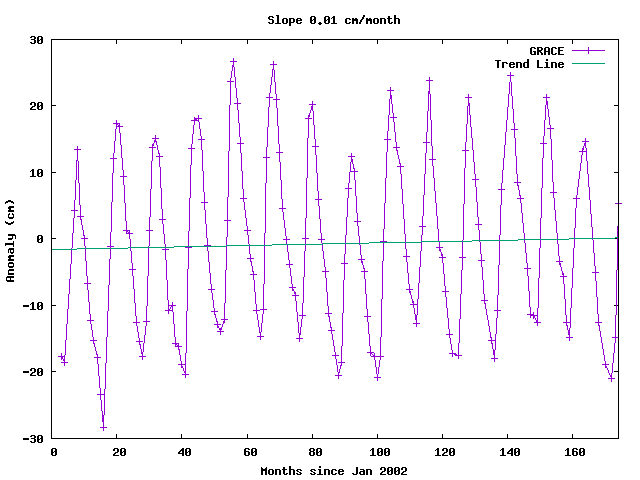 Slope 0.01 cm/month
GRACE
Trend Line
30
20
10
0
-10
-20
-30
Anomaly (cm)
0 20 40 60 80 100 120 140 160
Months since Jan 2002